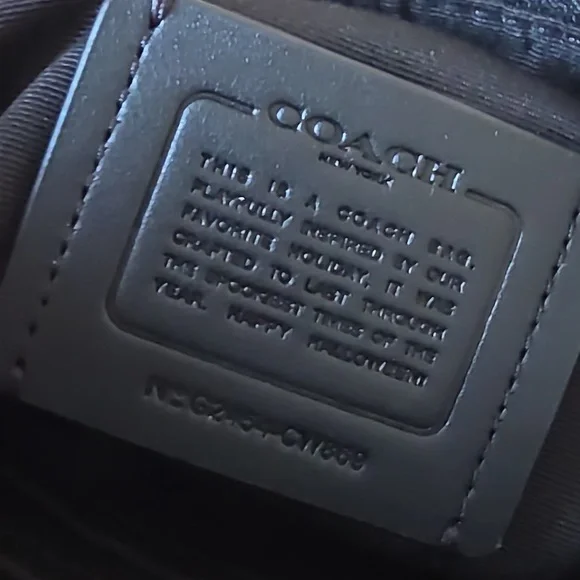 COACH
NEW YORK
THIS IS A COACH BAG,
PLAYFULLY INSPIRED BY OUR
FAVORITE HOLIDAY. IT WAS
CRAFTED TO LAST THROUGH
THE SPOOKIEST TIMES OF THE
YEAR. HAPPY HALLOWEEN!